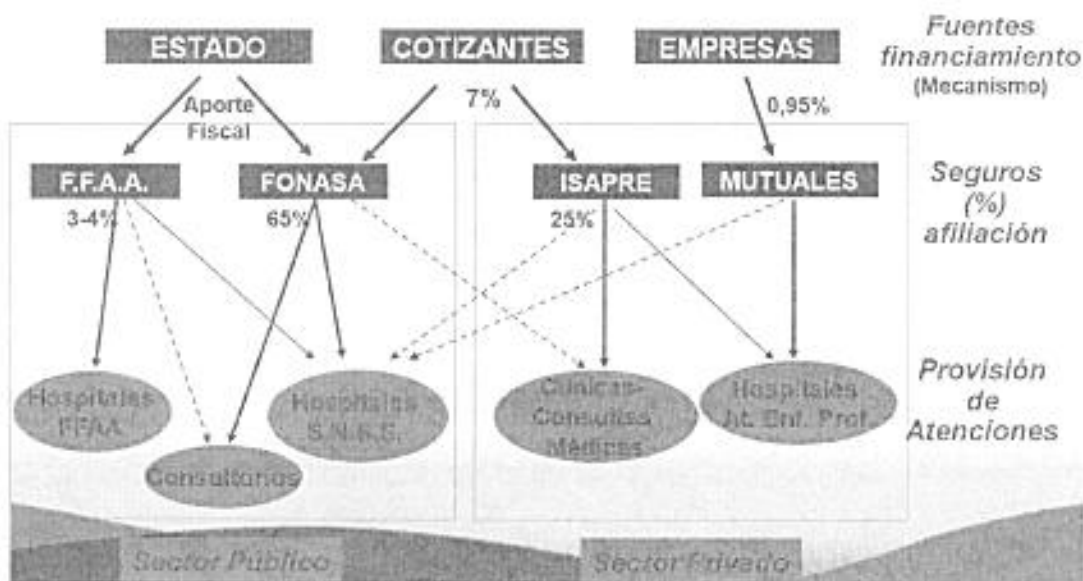 ESTADO
COTIZANTES
EMPRESAS
Fuentes
financiamiento
(Mecanismo)
Aporte
Fiscal
7%
0,95%
F.F.A.A.
FONASA
ISAPRE
MUTUALES
Seguros
(%)
afiliación
3-4%
65%
25%
Hospitales
FFAA
Hospitales
S.N.S.S.
Clínicas-
Consultas
Médicas
Hospitales
At. Enf. Prof.
Provisión
de
Atenciones
Consultorios
Sector Público
Sector Privado